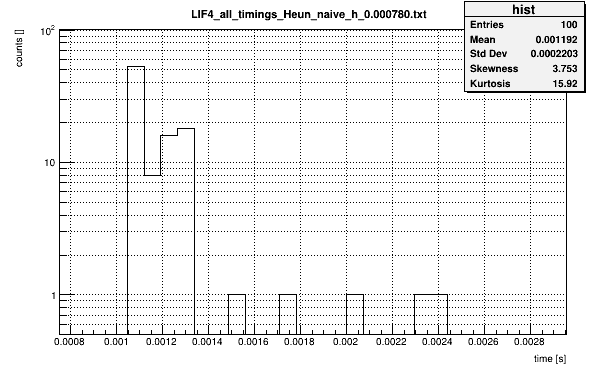 LIF4_all_timings_Heun_naive_h_0.000780.txt
hist
Entries 100
Mean 0.001192
Std Dev 0.0002203
Skewness 3.753
Kurtosis 15.92
counts []
10²
10
1
0.0008 0.001 0.0012 0.0014 0.0016 0.0018 0.002 0.0022 0.0024 0.0026 0.0028
time [s]